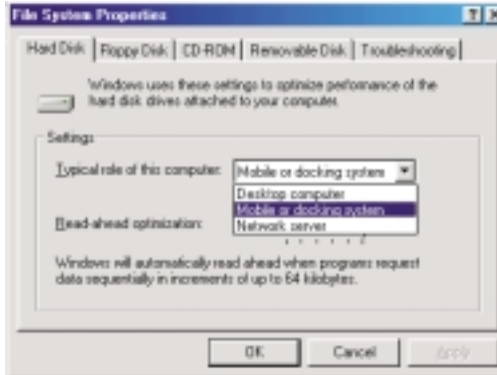 File System Properties
Hard Disk Floppy Disk CD-ROM Removable Disk Troubleshooting
Windows uses these settings to optimize performance of the
hard disk drives attached to your computer.
Settings
Typical role of this computer: Mobile or docking system
Desktop computer
Mobile or docking system
Network server
Read-ahead optimization:
Windows will automatically read ahead when programs request
data sequentially in increments of up to 64 kilobytes.
OK Cancel Apply